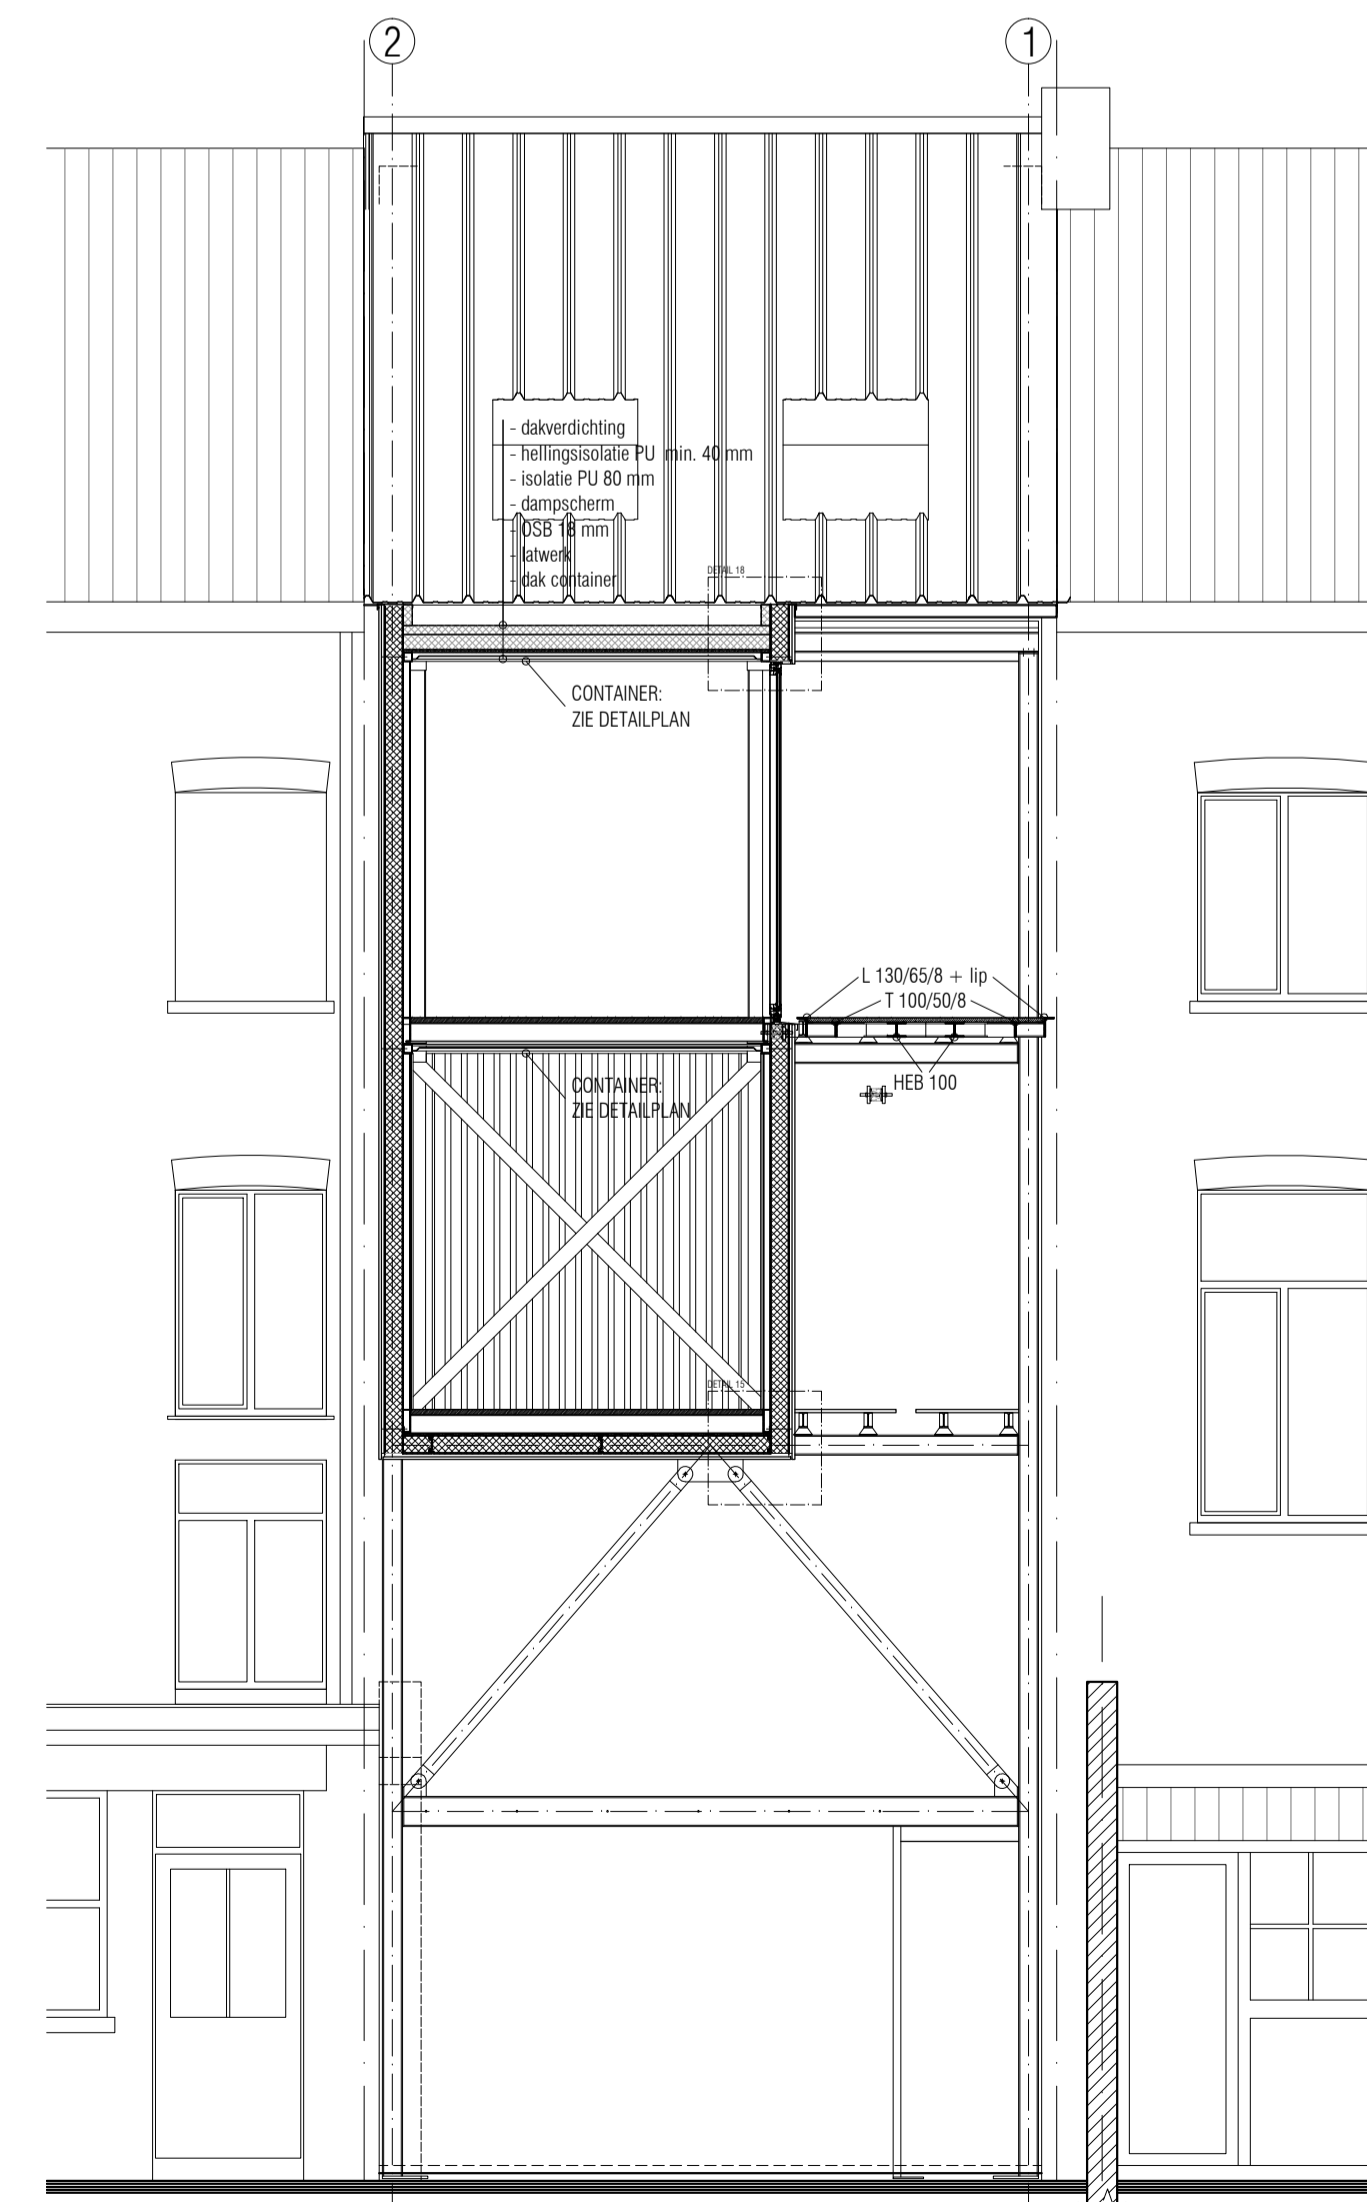 2
1
- dakverdichting
- hellingsisolatie PU min. 40 mm
- isolatie PU 80 mm
- dampscherm
- OSB 18 mm
- latwerk
- dak container
DETAIL 18
CONTAINER:
ZIE DETAILPLAN
L 130/65/8 + lip
T 100/50/8
HEB 100
CONTAINER:
ZIE DETAILPLAN
DETAIL 15